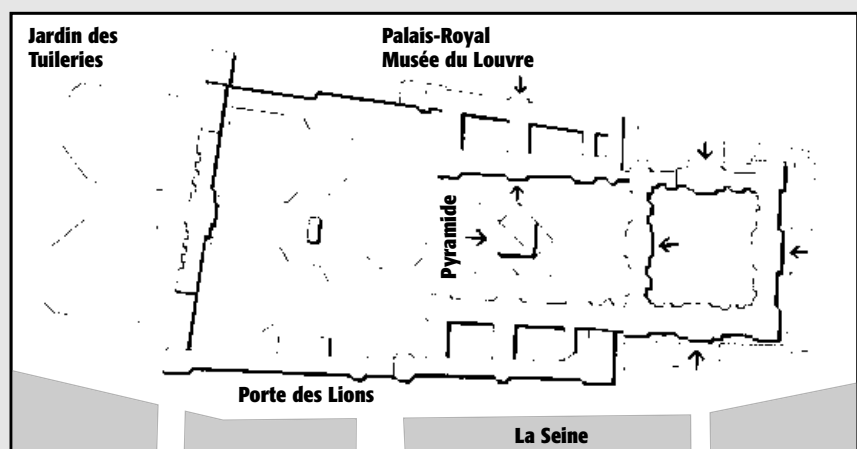 Jardin des
Tuileries
Palais-Royal
Musée du Louvre
Pyramide
Porte des Lions
La Seine